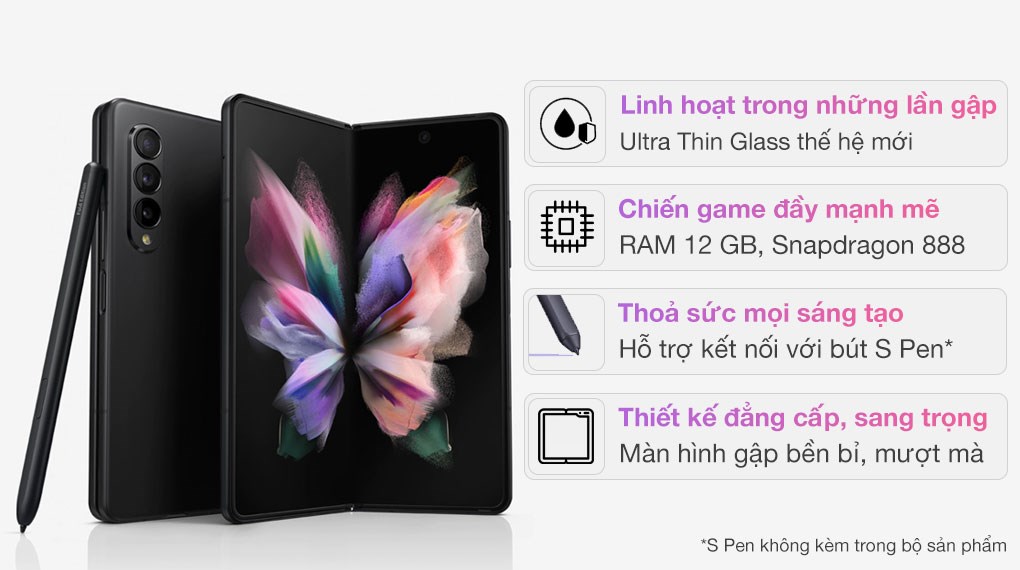 Linh hoạt trong những lần gập
Ultra Thin Glass thế hệ mới
Chiến game đầy mạnh mẽ
RAM 12 GB, Snapdragon 888
Thoả sức mọi sáng tạo
Hỗ trợ kết nối với bút S Pen*
Thiết kế đẳng cấp, sang trọng
Màn hình gập bền bỉ, mượt mà
*S Pen không kèm trong bộ sản phẩm